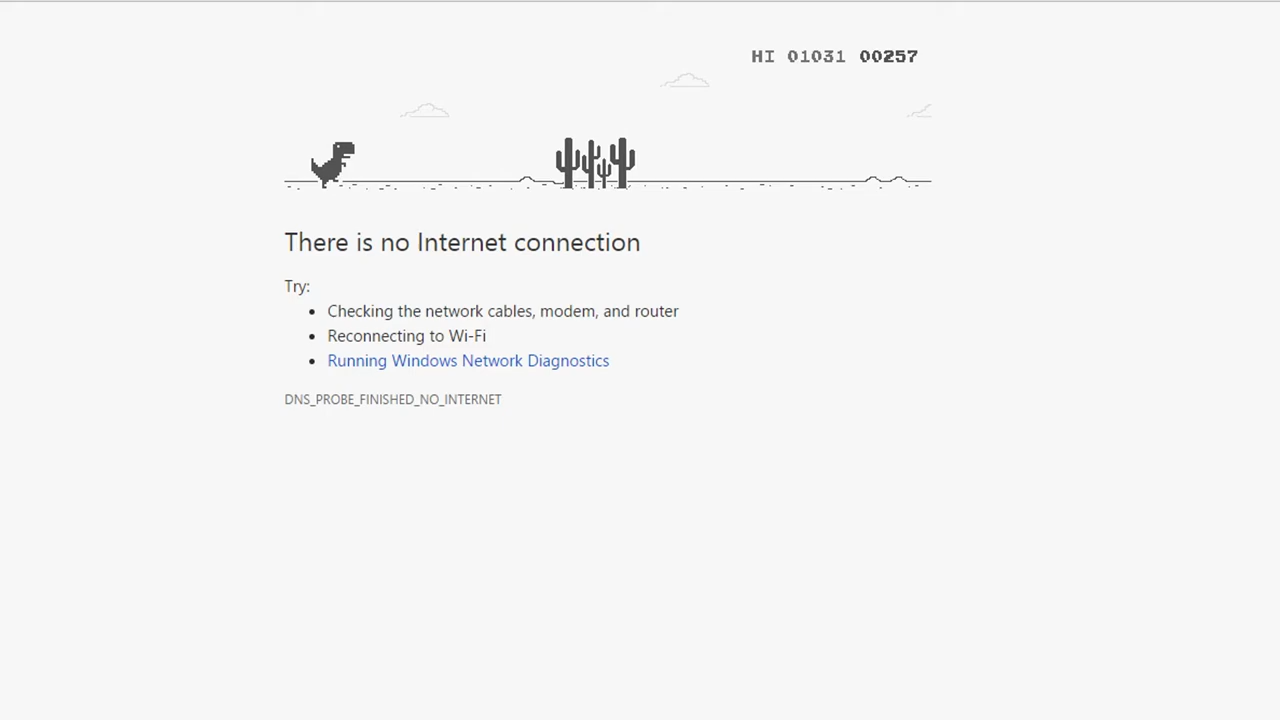 HI 01031 00257
There is no Internet connection
Try:
• Checking the network cables, modem, and router
• Reconnecting to Wi-Fi
• Running Windows Network Diagnostics
DNS_PROBE_FINISHED_NO_INTERNET